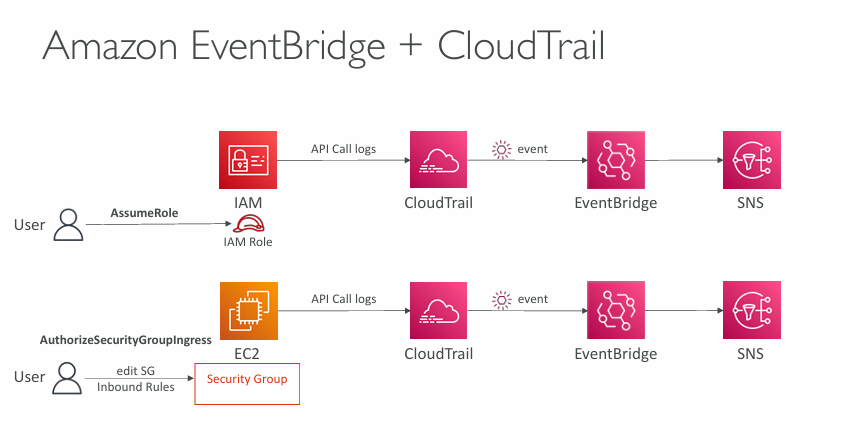 Amazon EventBridge + CloudTrail
API Call logs
event
IAM
CloudTrail
EventBridge
SNS
User
AssumeRole
IAM Role
API Call logs
event
AuthorizeSecurityGroupIngress
EC2
CloudTrail
EventBridge
SNS
User
edit SG
Inbound Rules
Security Group